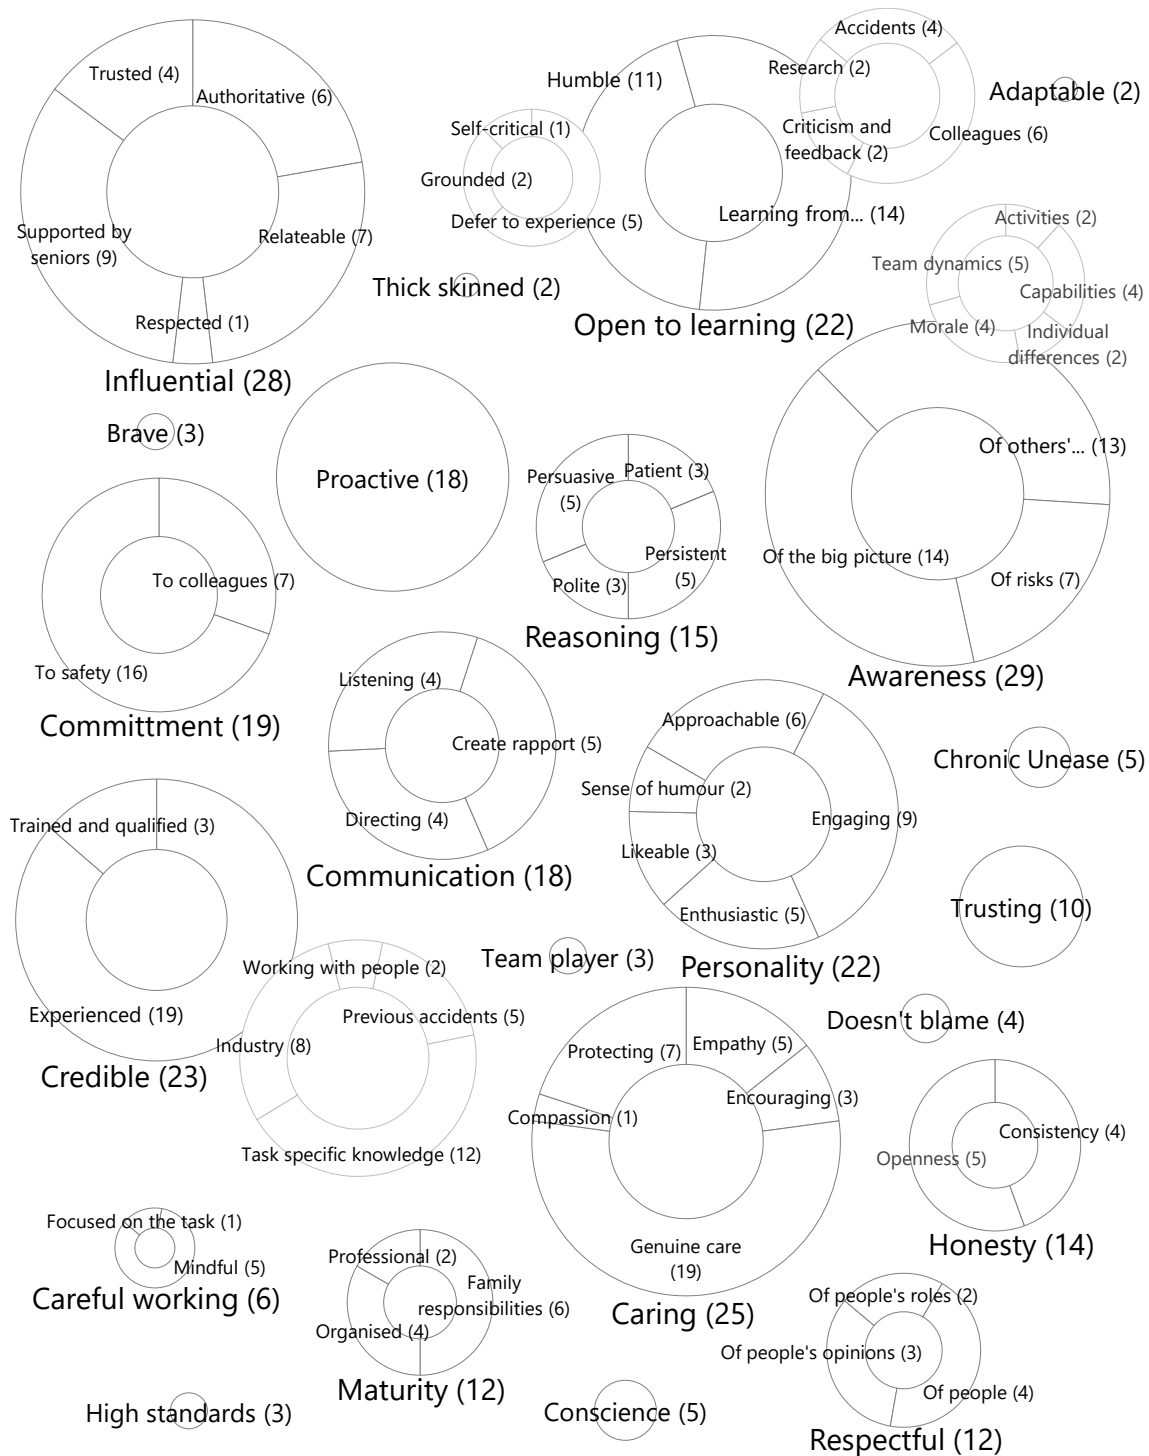 Accidents (4)
Trusted (4)
Humble (11)
Research (2)
Adaptable (2)
Authoritative (6)
Self-critical (1)
Criticism and
feedback (2)
Colleagues (6)
Grounded (2)
Defer to experience (5)
Learning from... (14)
Activities (2)
Supported by
seniors (9)
Relateable (7)
Team dynamics (5)
Thick skinned (2)
Capabilities (4)
Respected (1)
Open to learning (22)
Morale (4)
Individual
differences (2)
Influential (28)
Brave (3)
Of others'... (13)
Proactive (18)
Persuasive
(5)
Patient (3)
Persistent
(5)
Of the big picture (14)
To colleagues (7)
Polite (3)
Of risks (7)
Reasoning (15)
To safety (16)
Listening (4)
Awareness (29)
Committment (19)
Approachable (6)
Create rapport (5)
Chronic Unease (5)
Sense of humour (2)
Trained and qualified (3)
Directing (4)
Engaging (9)
Likeable (3)
Communication (18)
Enthusiastic (5)
Trusting (10)
Team player (3)
Personality (22)
Working with people (2)
Experienced (19)
Previous accidents (5)
Doesn't blame (4)
Industry (8)
Protecting (7)
Empathy (5)
Credible (23)
Encouraging (3)
Compassion (1)
Consistency (4)
Task specific knowledge (12)
Openness (5)
Focused on the task (1)
Genuine care
(19)
Honesty (14)
Mindful (5)
Professional (2)
Family
responsibilities (6)
Careful working (6)
Organised (4)
Caring (25)
Of people's roles (2)
Of people's opinions (3)
Maturity (12)
Of people (4)
High standards (3)
Conscience (5)
Respectful (12)